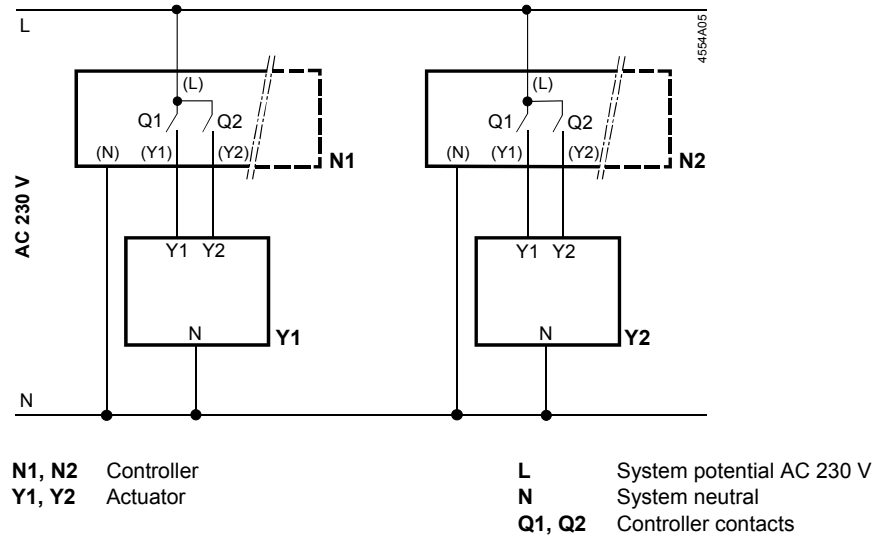 L
4554A05
(L) (L)
Q1 Q2 Q1 Q2
(N) (Y1) (Y2) N1 (N) (Y1) (Y2) N2
AC 230 V
Y1 Y2 Y1 Y2
N Y1 N Y2
N
N1, N2 Controller
Y1, Y2 Actuator
L System potential AC 230 V
N System neutral
Q1, Q2 Controller contacts